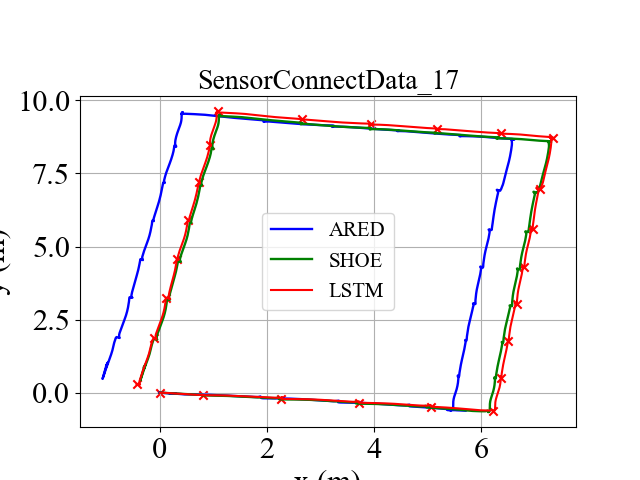 SensorConnectData_17
10.0
7.5
5.0
2.5
0.0
y (m)
ARED
SHOE
LSTM
0 2 4 6
x (m)